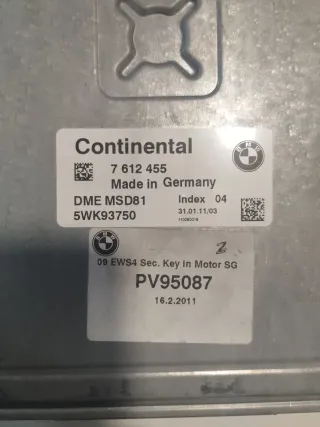 Continental
7 612 455
Made in Germany
DME MSD81 Index 04
5WK93750 31.01.11/03
09 EWS4 Sec. Key in Motor SG
PV95087
16.2.2011